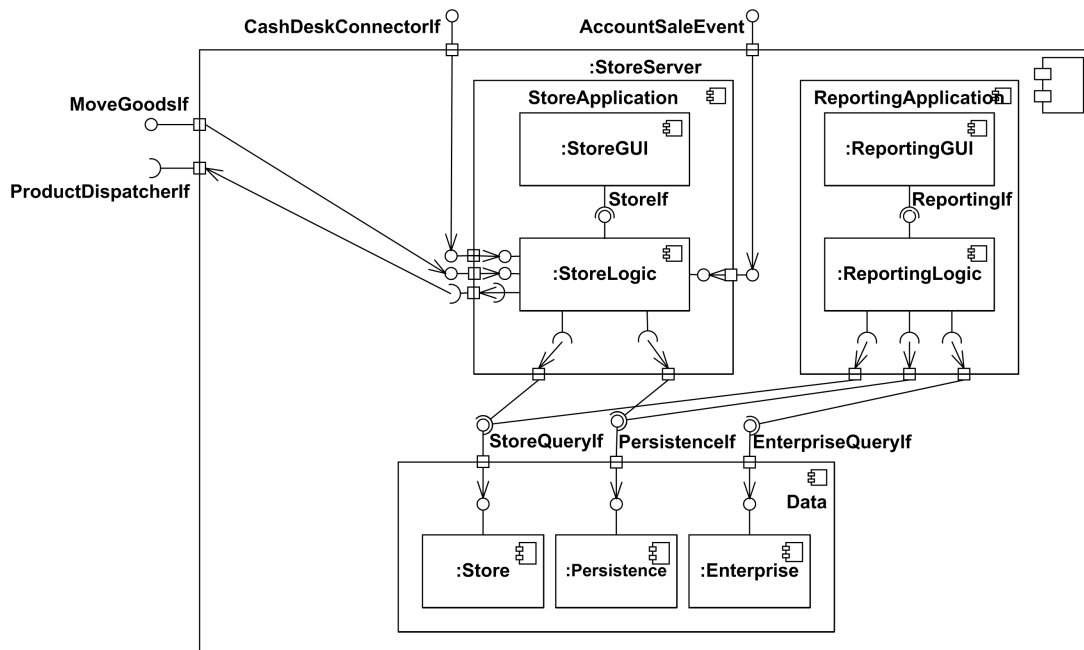 CashDeskConnectorIf
AccountSaleEvent
:StoreServer
MoveGoodsIf
StoreApplication
ReportingApplication
:StoreGUI
:ReportingGUI
ProductDispatcherIf
StoreIf
ReportingIf
:StoreLogic
:ReportingLogic
StoreQueryIf
PersistenceIf
EnterpriseQueryIf
Data
:Store
:Persistence
:Enterprise